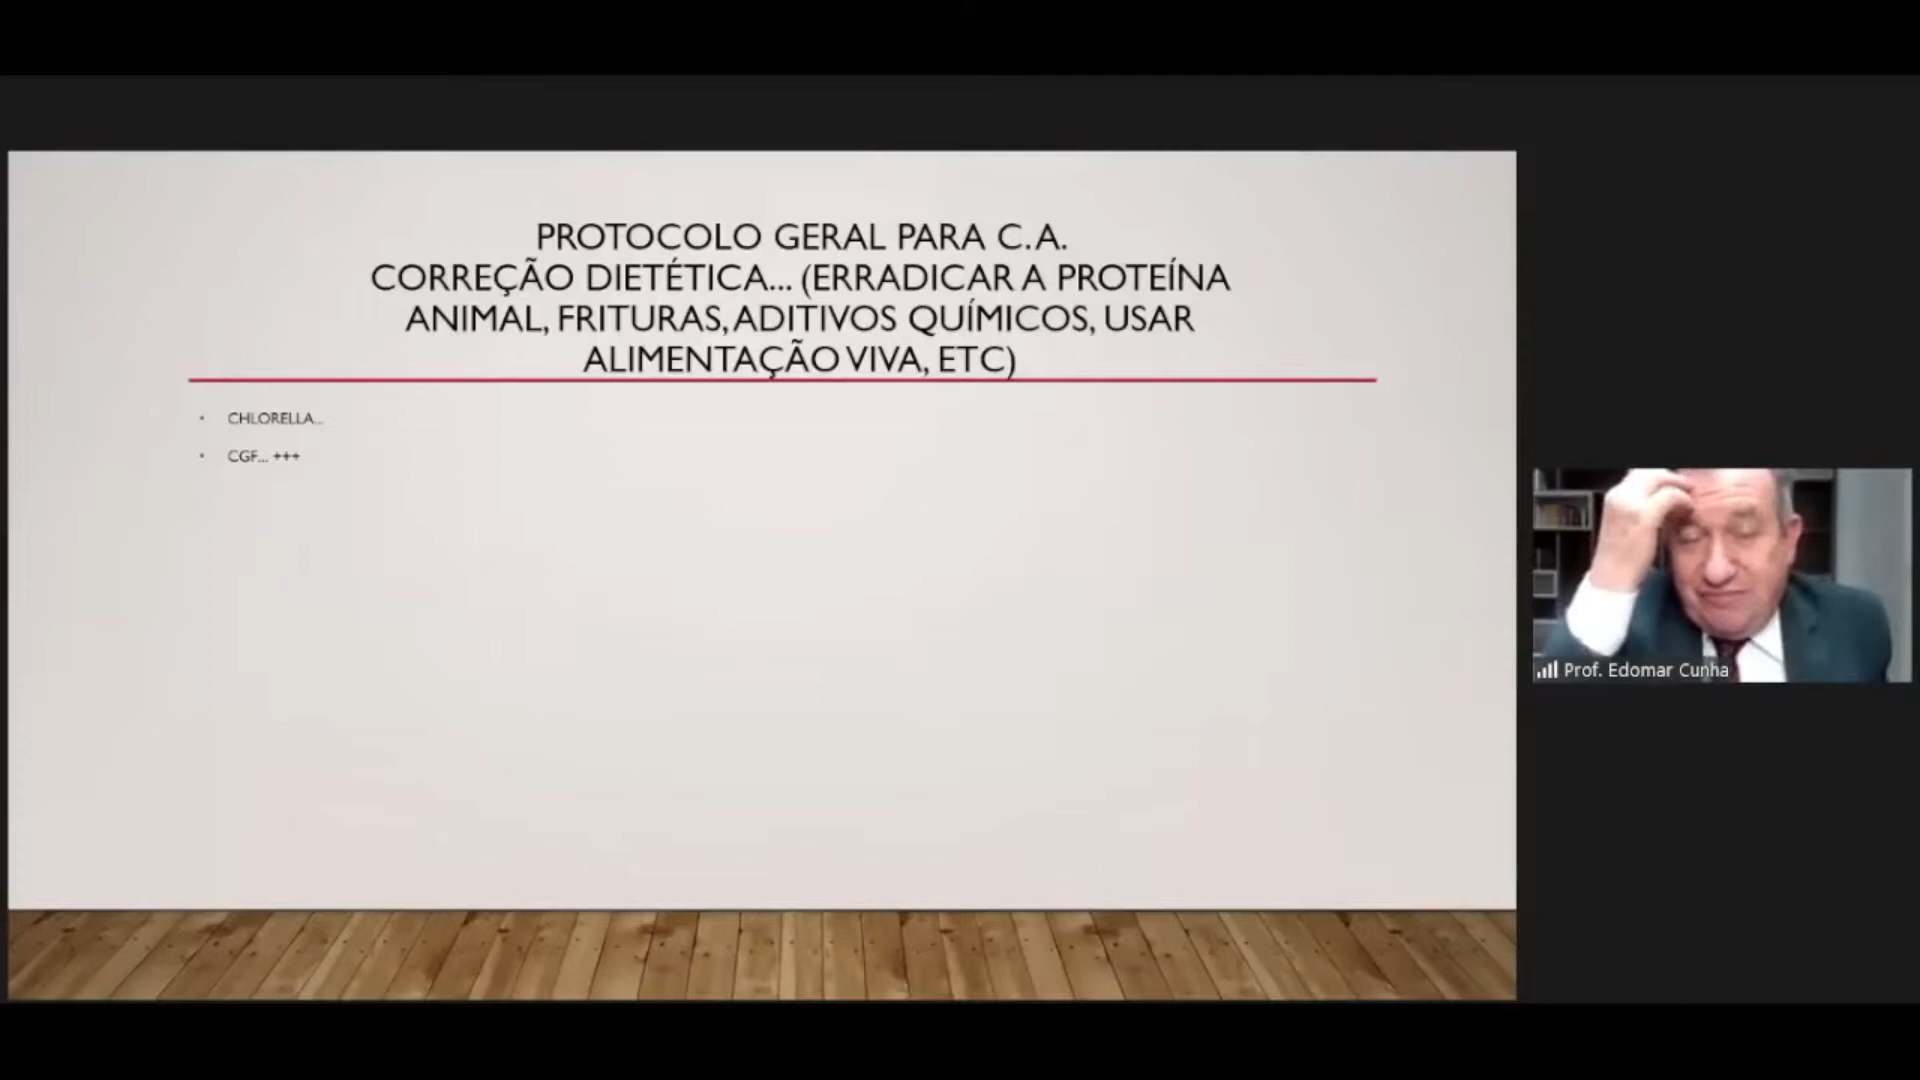 PROTOCOLO GERAL PARA C.A.
CORREÇÃO DIETÉTICA... (ERRADICAR A PROTEÍNA
ANIMAL, FRITURAS, ADITIVOS QUÍMICOS, USAR
ALIMENTAÇÃO VIVA, ETC)
• CHLORELLA...
• CGF... +++
Prof. Edomar Cunha